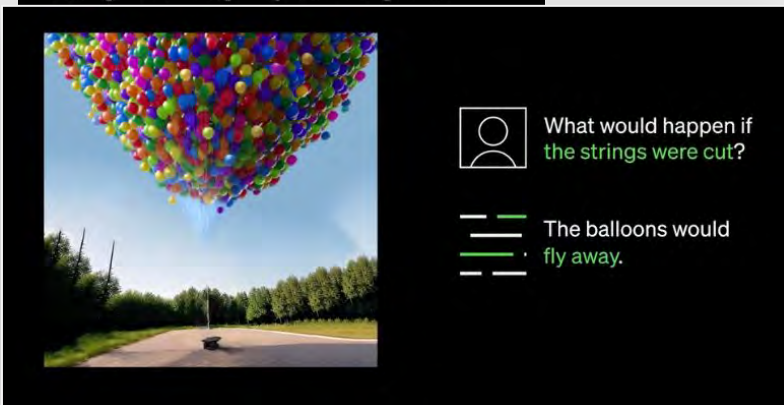 What would happen if
the strings were cut?
The balloons would
fly away.